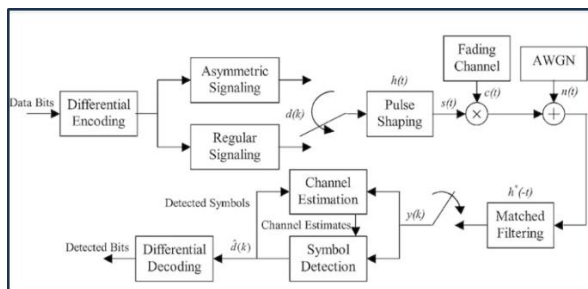 Data Bits
Differential
Encoding
Asymmetric
Signaling
Regular
Signaling
d(k)
h(t)
Pulse
Shaping
s(t)
Fading
Channel
c(t)
×
AWGN
n(t)
+
h*(-t)
Matched
Filtering
y(k)
Channel
Estimation
Channel Estimates
Symbol
Detection
Detected Symbols
d̂(k)
Differential
Decoding
Detected Bits